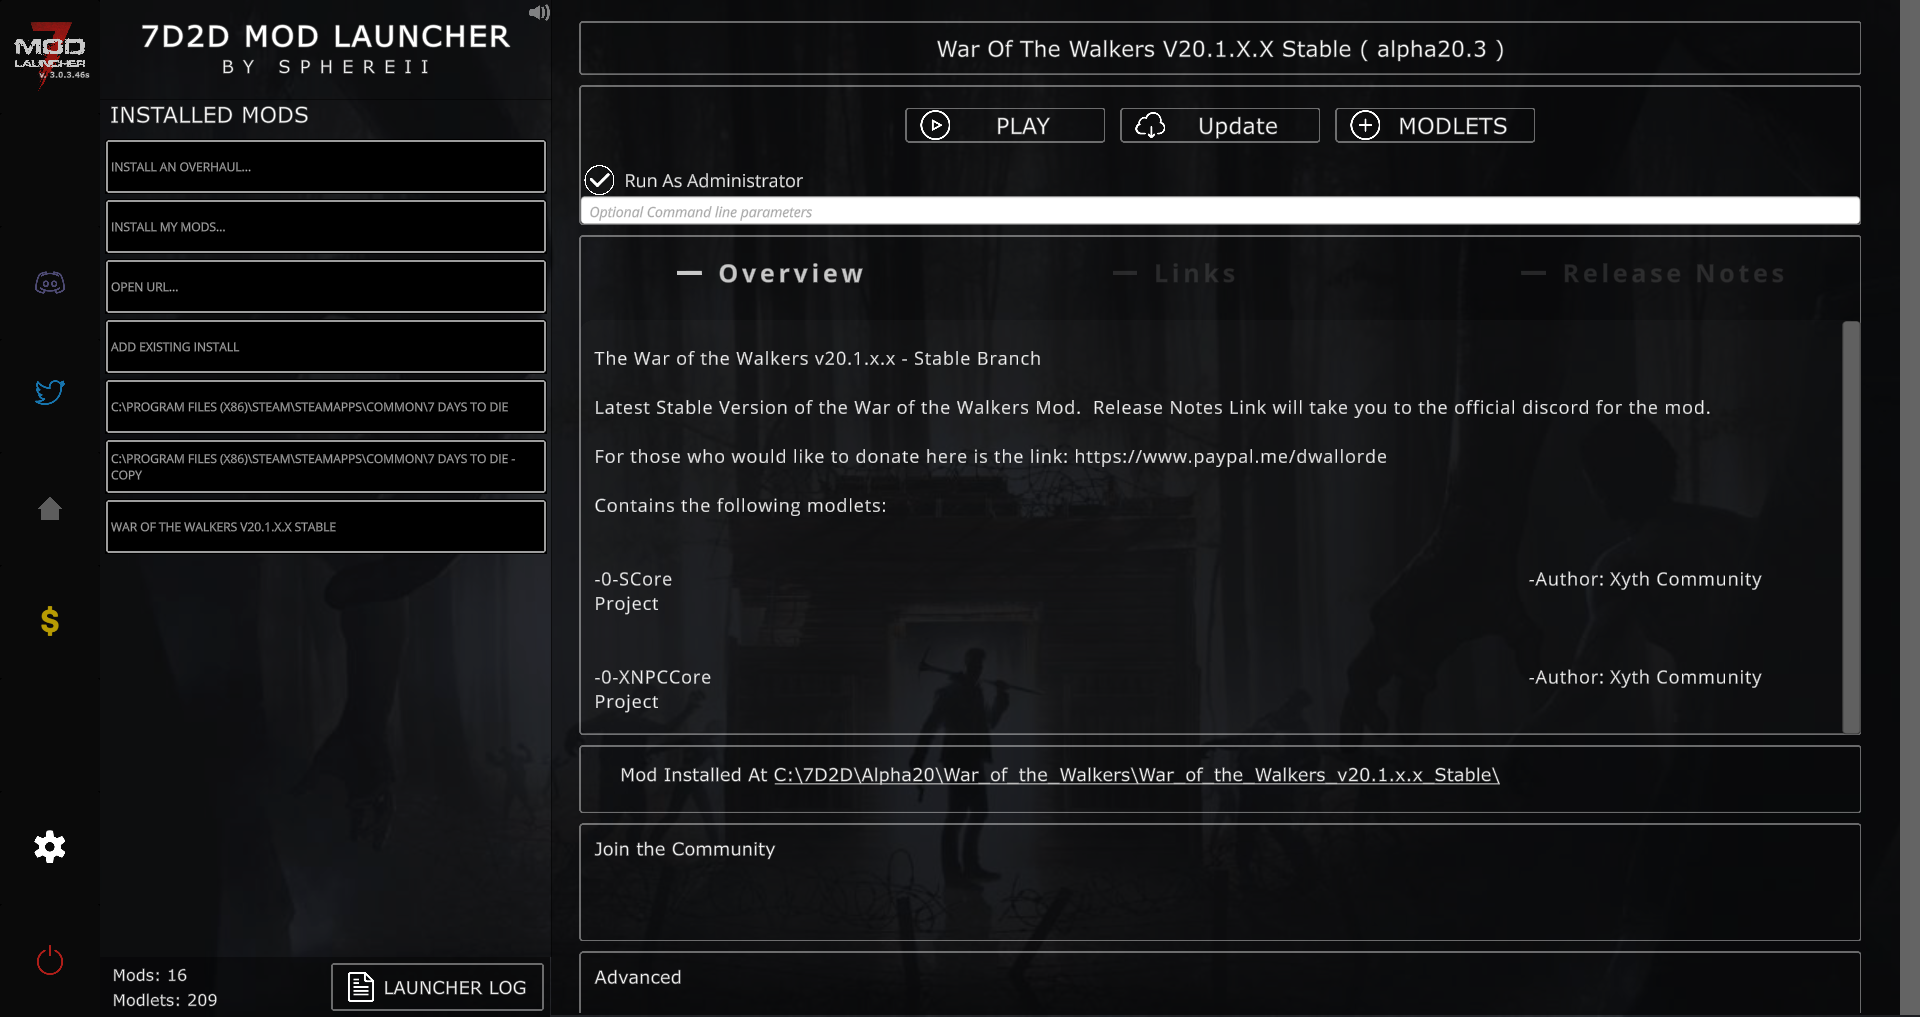 MOD
LAUNCHER
v. 3.0.3.46s
7D2D MOD LAUNCHER
BY SPHEREII
INSTALLED MODS
INSTALL AN OVERHAUL...
INSTALL MY MODS...
OPEN URL...
ADD EXISTING INSTALL
C:\PROGRAM FILES (X86)\STEAM\STEAMAPPS\COMMON\7 DAYS TO DIE
C:\PROGRAM FILES (X86)\STEAM\STEAMAPPS\COMMON\7 DAYS TO DIE -
COPY
WAR OF THE WALKERS V20.1.X.X STABLE
Mods: 16
Modlets: 209
LAUNCHER LOG
War Of The Walkers V20.1.X.X Stable ( alpha20.3 )
PLAY
Update
MODLETS
Run As Administrator
Optional Command line parameters
Overview
Links
Release Notes
The War of the Walkers v20.1.x.x - Stable Branch
Latest Stable Version of the War of the Walkers Mod.  Release Notes Link will take you to the official discord for the mod.
For those who would like to donate here is the link: https://www.paypal.me/dwallorde
Contains the following modlets:
-0-SCore -Author: Xyth Community
Project
-0-XNPCCore -Author: Xyth Community
Project
Mod Installed At C:\7D2D\Alpha20\War_of_the_Walkers\War_of_the_Walkers_v20.1.x.x_Stable\
Join the Community
Advanced